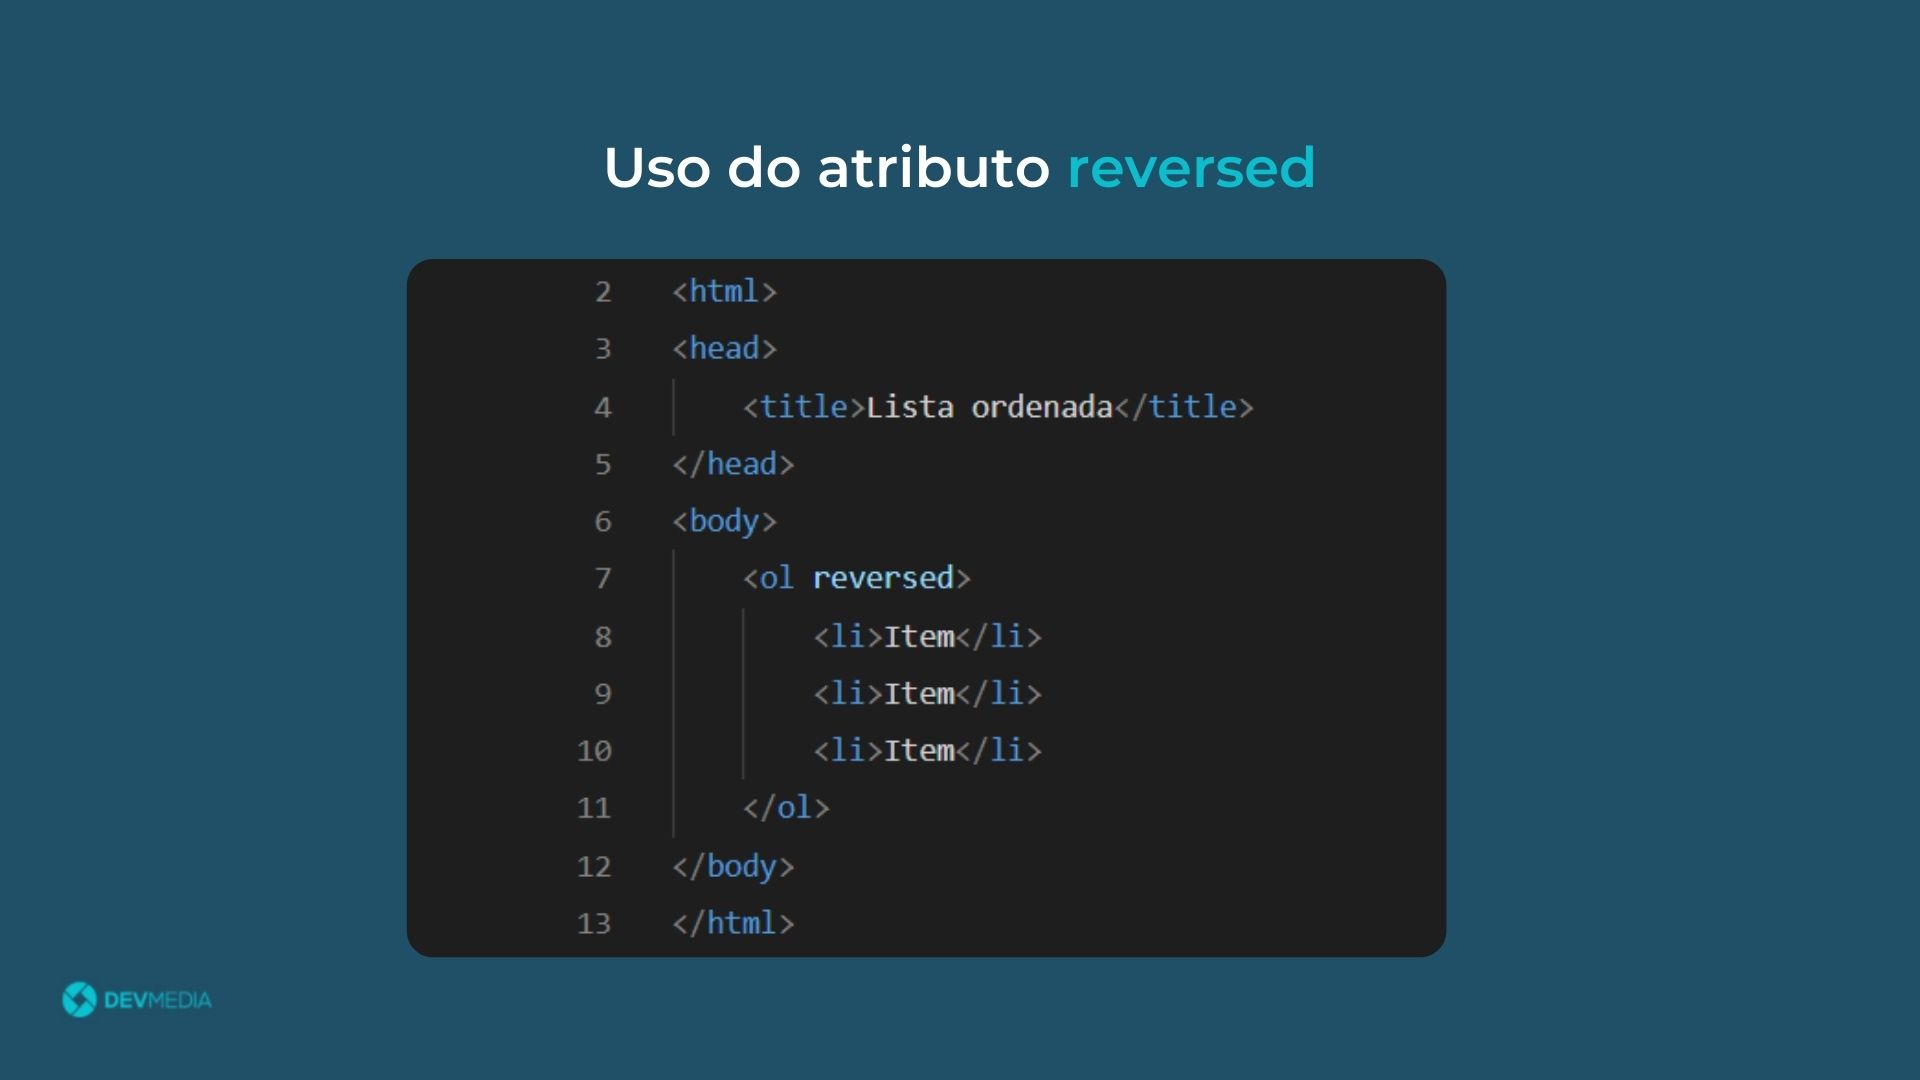 Uso do atributo reversed
2 <html>
3 <head>
4 <title>Lista ordenada</title>
5 </head>
6 <body>
7 <ol reversed>
8 <li>Item</li>
9 <li>Item</li>
10 <li>Item</li>
11 </ol>
12 </body>
13 </html>
DEVMEDIA